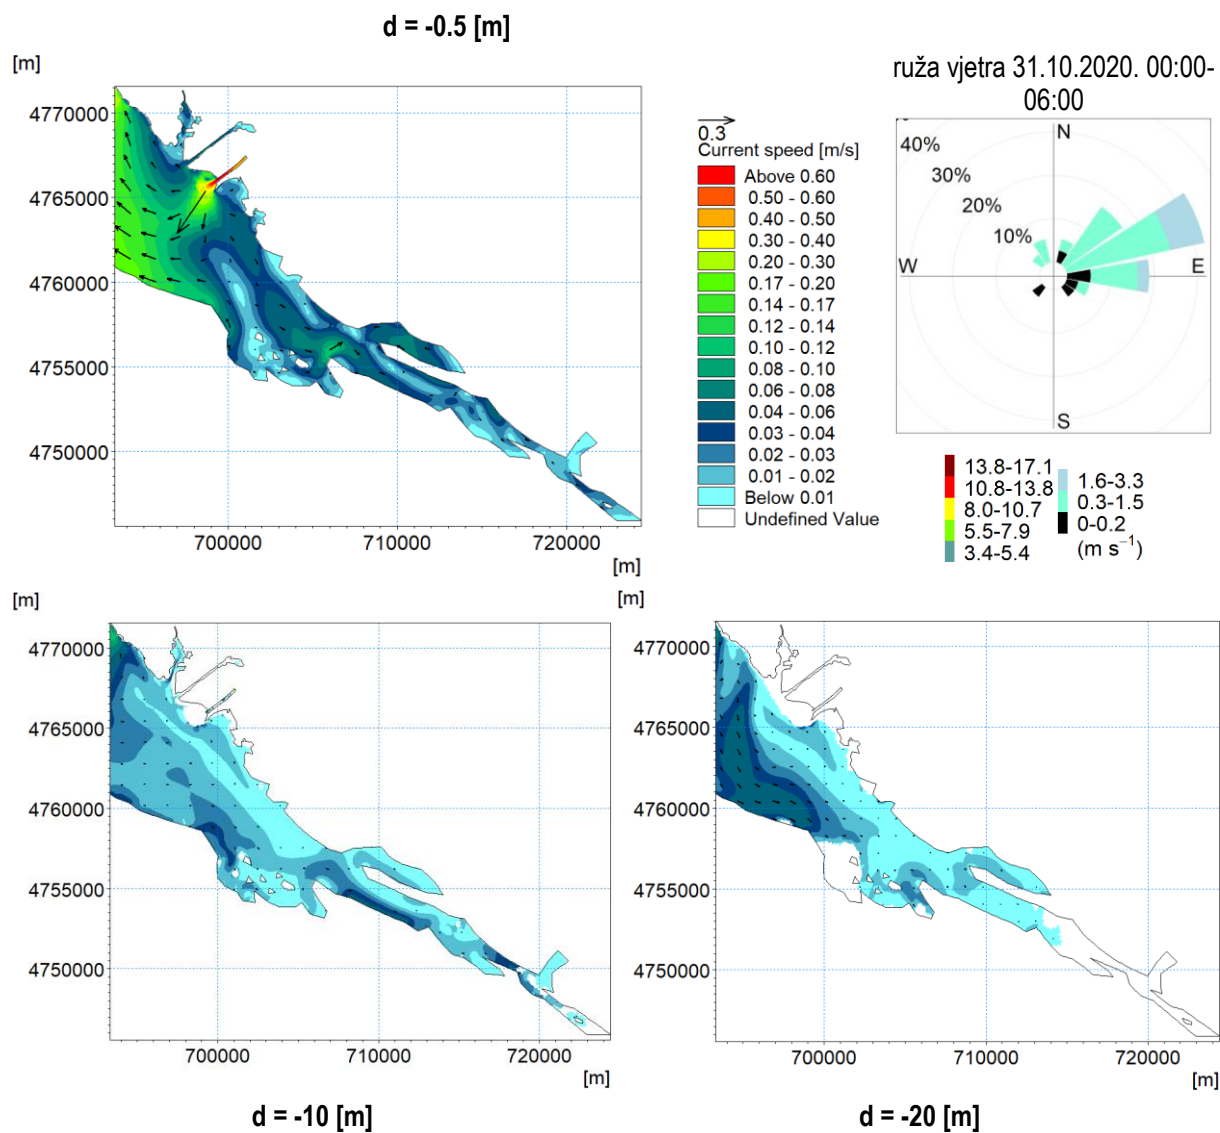 d = -0.5 [m]
[m]
4770000
4765000
4760000
4755000
4750000
700000
710000
720000
[m]
0.3
Current speed [m/s]
Above 0.60
0.50 - 0.60
0.40 - 0.50
0.30 - 0.40
0.20 - 0.30
0.17 - 0.20
0.14 - 0.17
0.12 - 0.14
0.10 - 0.12
0.08 - 0.10
0.06 - 0.08
0.04 - 0.06
0.03 - 0.04
0.02 - 0.03
0.01 - 0.02
Below 0.01
Undefined Value
ruža vjetra 31.10.2020. 00:00-
06:00
N
40%
30%
20%
10%
W
E
S
13.8-17.1
10.8-13.8
8.0-10.7
5.5-7.9
3.4-5.4
1.6-3.3
0.3-1.5
0-0.2
(m s⁻¹)
[m]
4770000
4765000
4760000
4755000
4750000
700000
710000
720000
[m]
d = -10 [m]
[m]
4770000
4765000
4760000
4755000
4750000
700000
710000
720000
[m]
d = -20 [m]